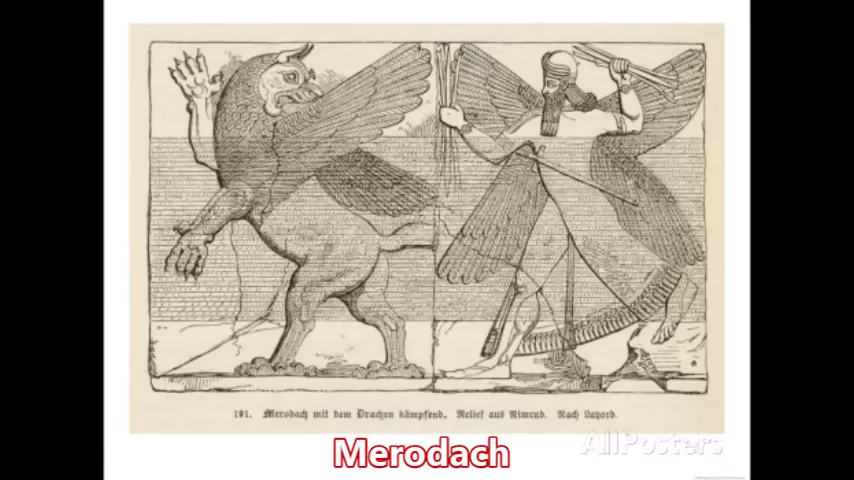 191. Merodach mit dem Drachen kämpfend. Relief aus Nimrud. Nach Layard.
Merodach
AllPosters